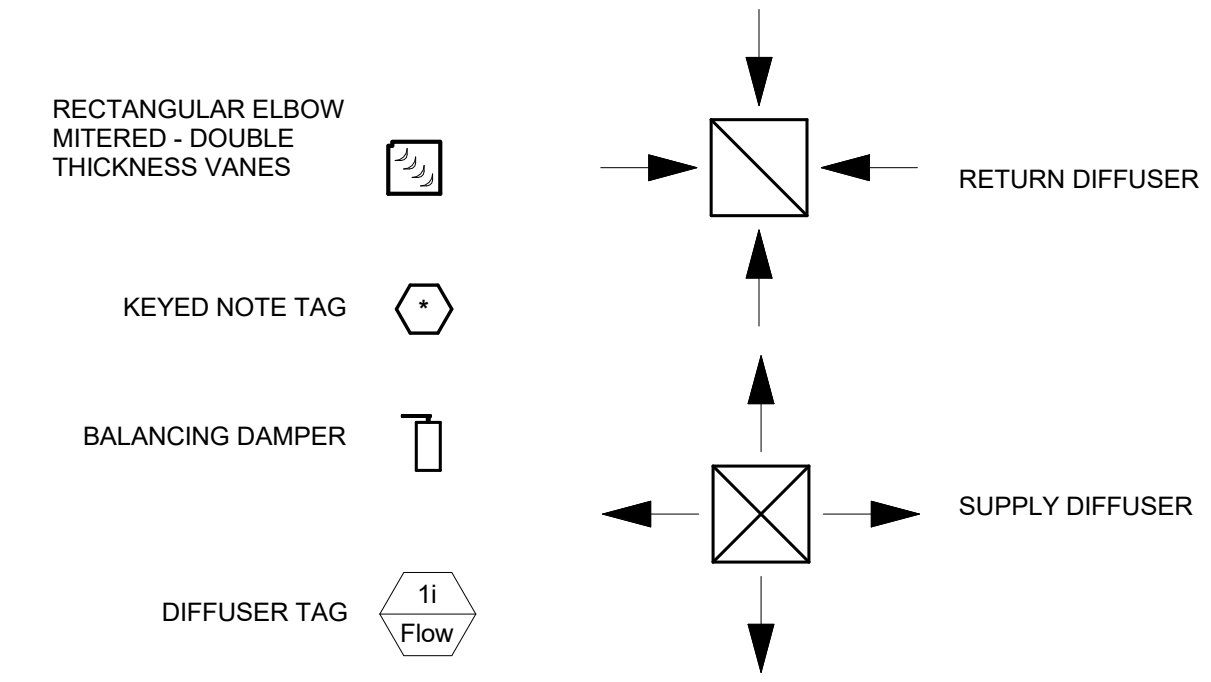 RECTANGULAR ELBOW
MITERED - DOUBLE
THICKNESS VANES
KEYED NOTE TAG
*
BALANCING DAMPER
DIFFUSER TAG
1i
Flow
RETURN DIFFUSER
SUPPLY DIFFUSER